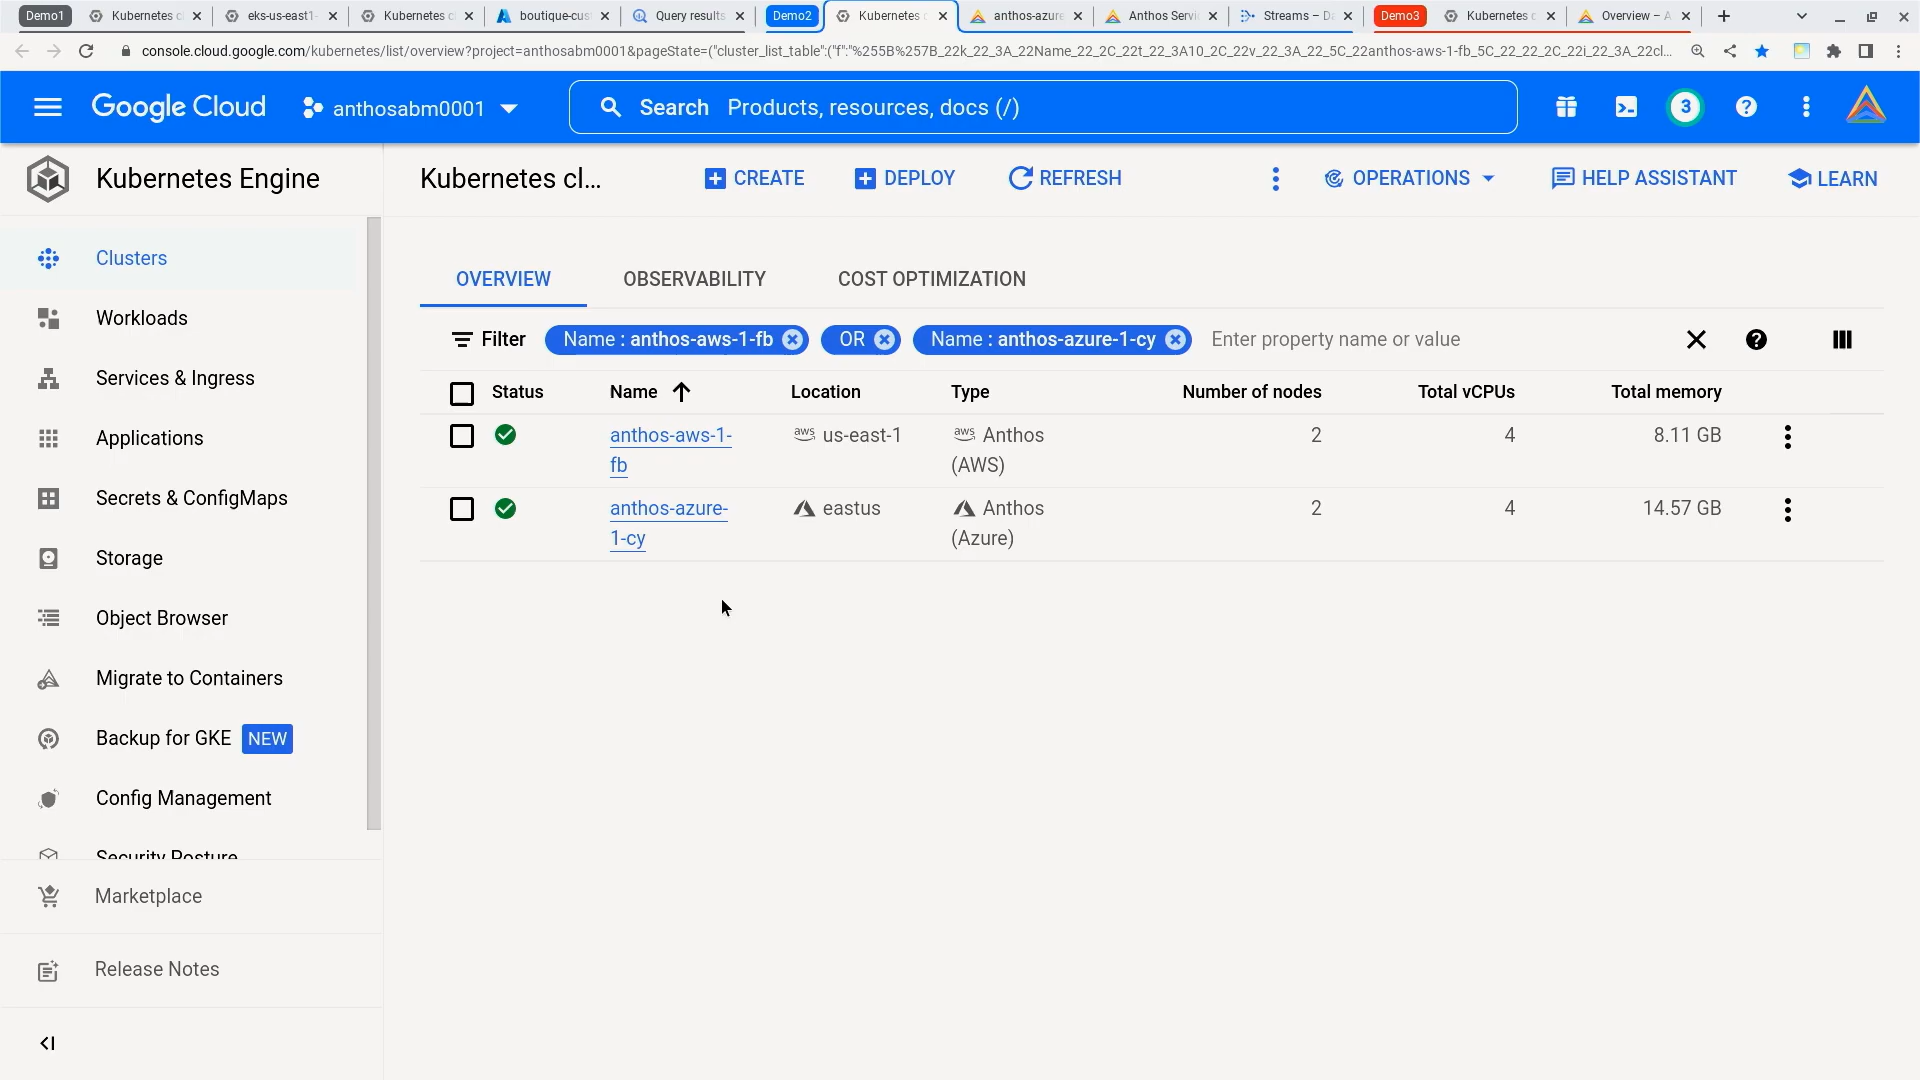 Demo1 Kubernetes c eks-us-east1- Kubernetes c boutique-cus Query results Demo2 Kubernetes c anthos-azure Anthos Servi Streams – Da Demo3 Kubernetes c Overview – A
console.cloud.google.com/kubernetes/list/overview?project=anthosabm0001&pageState=("cluster_list_table":("f":"%255B%257B_22k_22_3A_22Name_22_2C_22t_22_3A10_2C_22v_22_3A_22_5C_22anthos-aws-1-fb_5C_22_22_2C_22i_22_3A_22cl...
Google Cloud anthosabm0001 Search Products, resources, docs (/) 3
Kubernetes Engine
Kubernetes cl... CREATE DEPLOY REFRESH OPERATIONS HELP ASSISTANT LEARN
Clusters
Workloads
Services & Ingress
Applications
Secrets & ConfigMaps
Storage
Object Browser
Migrate to Containers
Backup for GKE NEW
Config Management
Security Posture
Marketplace
Release Notes
OVERVIEW OBSERVABILITY COST OPTIMIZATION
Filter Name : anthos-aws-1-fb OR Name : anthos-azure-1-cy Enter property name or value
Status Name Location Type Number of nodes Total vCPUs Total memory
anthos-aws-1- aws us-east-1 aws Anthos 2 4 8.11 GB
fb (AWS)
anthos-azure- eastus Anthos 2 4 14.57 GB
1-cy (Azure)